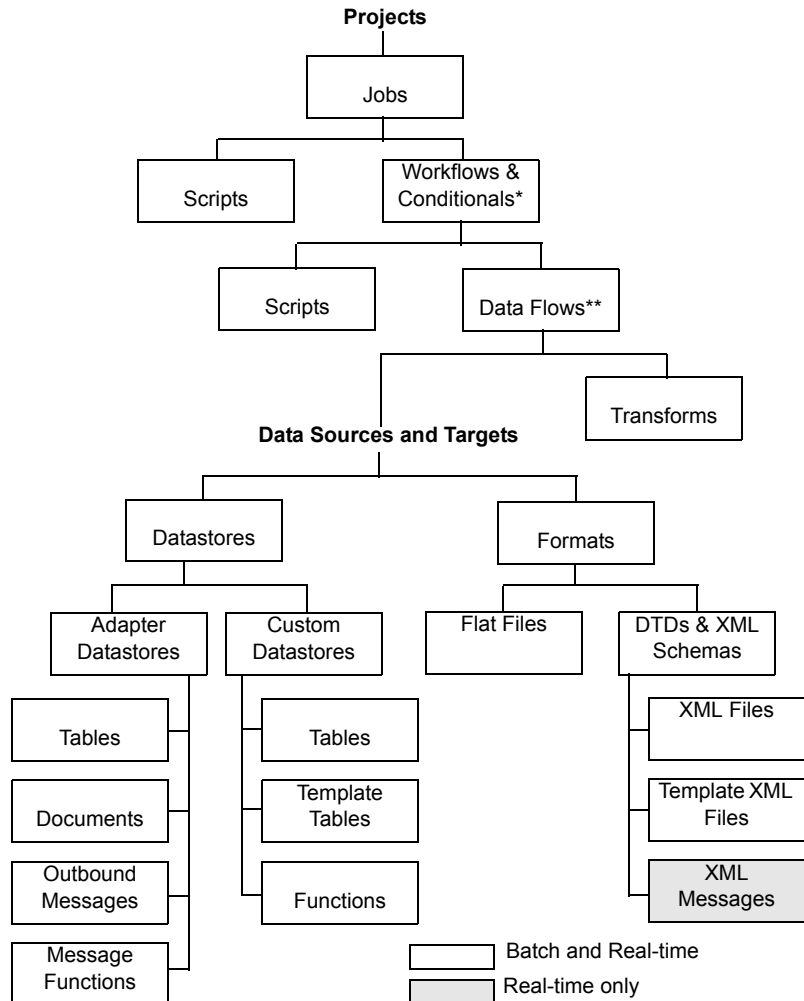 Projects
Jobs
Scripts
Workflows &
Conditionals*
Scripts
Data Flows**
Transforms
Data Sources and Targets
Datastores
Formats
Adapter
Datastores
Custom
Datastores
Flat Files
DTDs & XML
Schemas
Tables
Documents
Outbound
Messages
Message
Functions
Tables
Template
Tables
Functions
XML Files
Template XML
Files
XML
Messages
Batch and Real-time
Real-time only